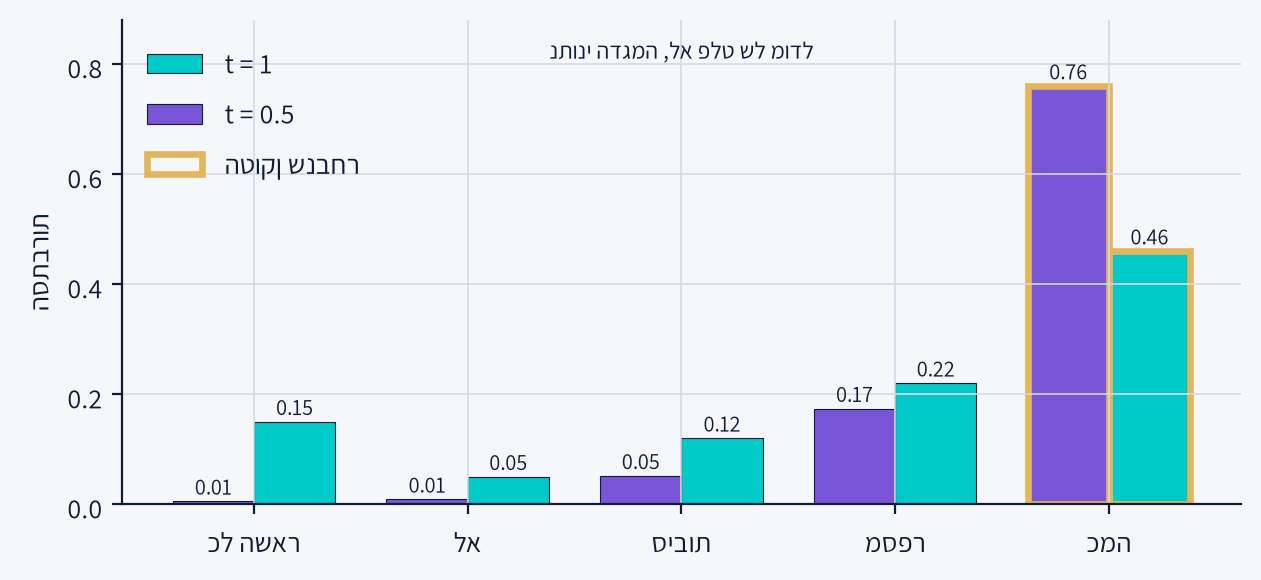 לדומ לש טלפ אל ,המגדה ינותנ
t = 1
t = 0.5
רחבנש ןקוטה
תורבתסה
0.8
0.6
0.4
0.2
0.0
0.01
0.15
0.01
0.05
0.05
0.12
0.17
0.22
0.76
0.46
ראשה לכ
אל
תוביס
רפסמ
המכ